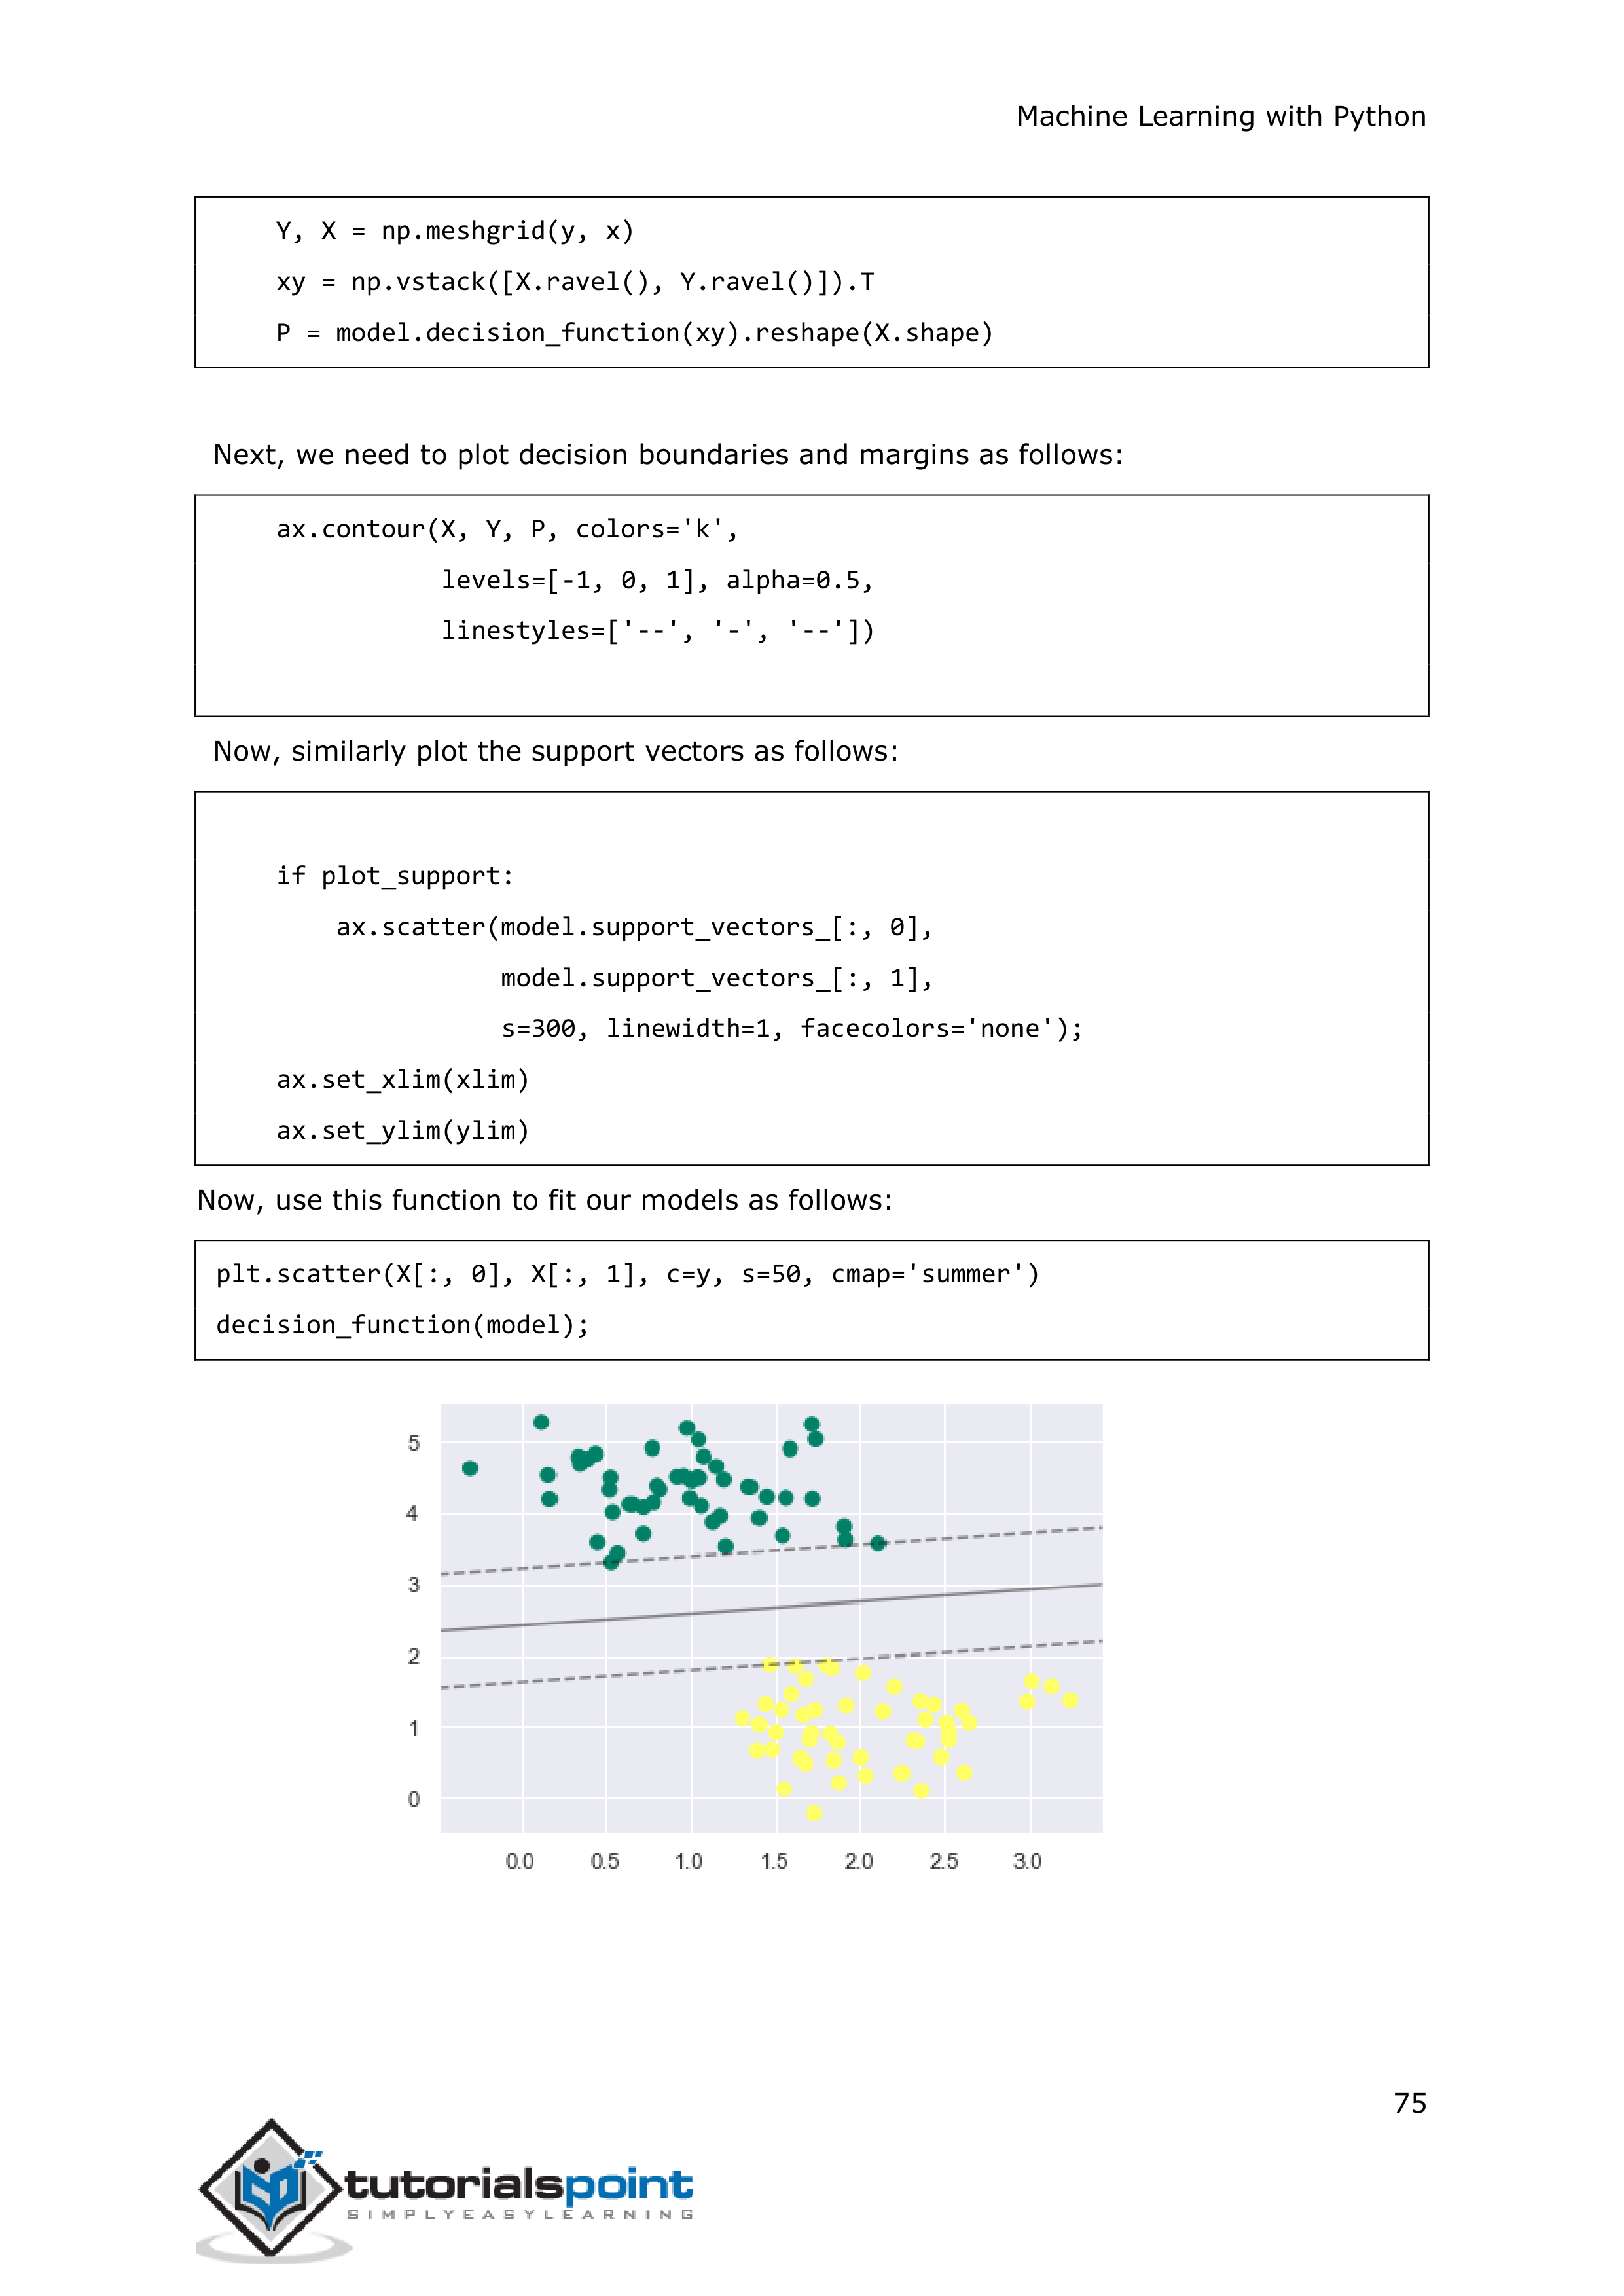 Machine Learning with Python
Y, X = np.meshgrid(y, x)
xy = np.vstack([X.ravel(), Y.ravel()]).T
P = model.decision_function(xy).reshape(X.shape)
Next, we need to plot decision boundaries and margins as follows:
ax.contour(X, Y, P, colors='k',
levels=[-1, 0, 1], alpha=0.5,
linestyles=['--', '-', '--'])
Now, similarly plot the support vectors as follows:
if plot_support:
ax.scatter(model.support_vectors_[:, 0],
model.support_vectors_[:, 1],
s=300, linewidth=1, facecolors='none');
ax.set_xlim(xlim)
ax.set_ylim(ylim)
Now, use this function to fit our models as follows:
plt.scatter(X[:, 0], X[:, 1], c=y, s=50, cmap='summer')
decision_function(model);
5
4
3
2
1
0
0.0 0.5 1.0 1.5 2.0 2.5 3.0
75
tutorialspoint
SIMPLYEASYLEARNING